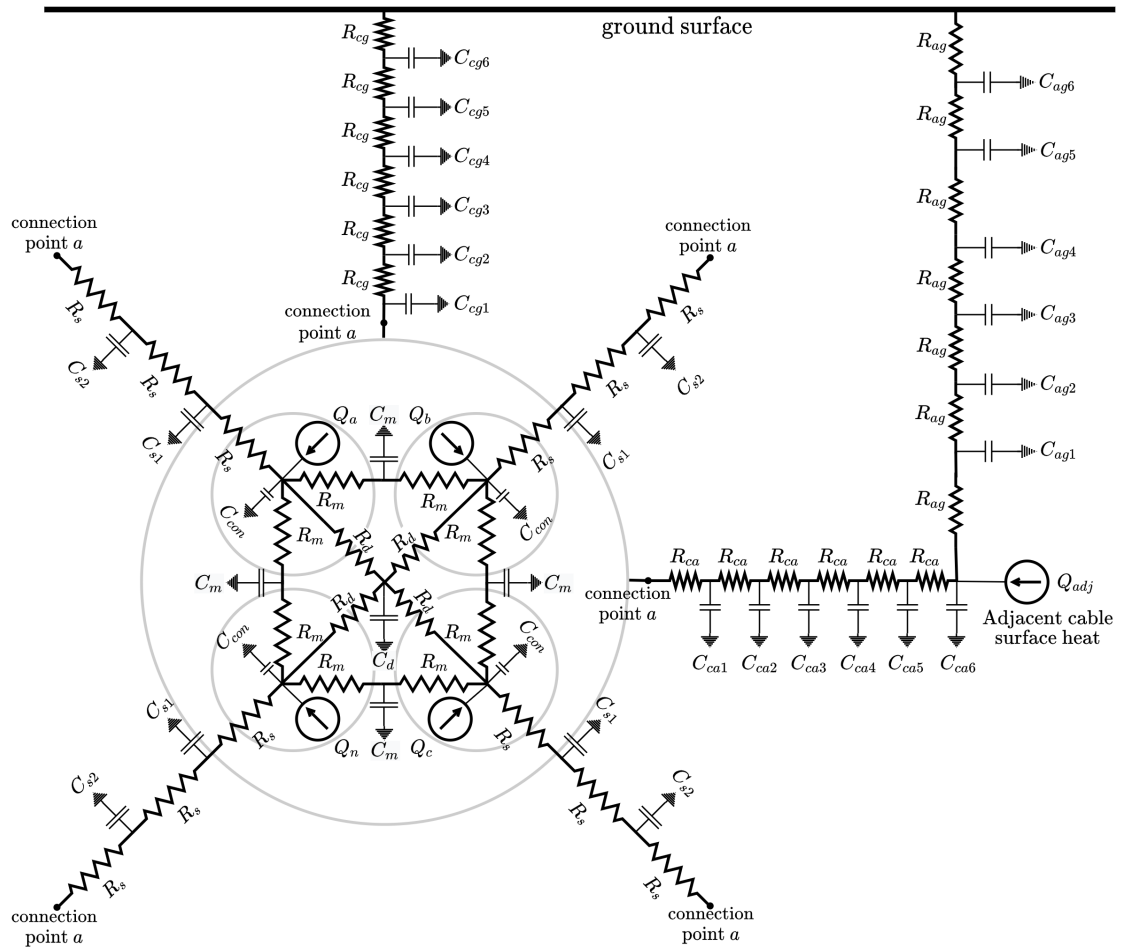 ground surface
R_cg
C_cg6
R_cg
C_cg5
R_cg
C_cg4
R_cg
C_cg3
R_cg
C_cg2
R_cg
C_cg1
connection
point a
R_ag
C_ag6
R_ag
C_ag5
R_ag
C_ag4
R_ag
C_ag3
R_ag
C_ag2
R_ag
C_ag1
R_ag
connection
point a
R_s
C_s2
R_s
C_s1
R_s
connection
point a
R_s
C_s2
R_s
C_s1
R_s
Q_a
C_m
Q_b
R_m
R_m
C_con
C_con
R_m
R_d
R_d
R_m
C_m
C_m
R_d
R_d
R_m
R_m
C_con
C_con
R_m
C_d
R_m
Q_n
C_m
Q_c
connection
point a
R_ca
R_ca
R_ca
R_ca
R_ca
R_ca
Q_adj
Adjacent cable
surface heat
C_ca1
C_ca2
C_ca3
C_ca4
C_ca5
C_ca6
C_s1
R_s
C_s2
R_s
R_s
connection
point a
R_s
C_s1
R_s
C_s2
R_s
connection
point a